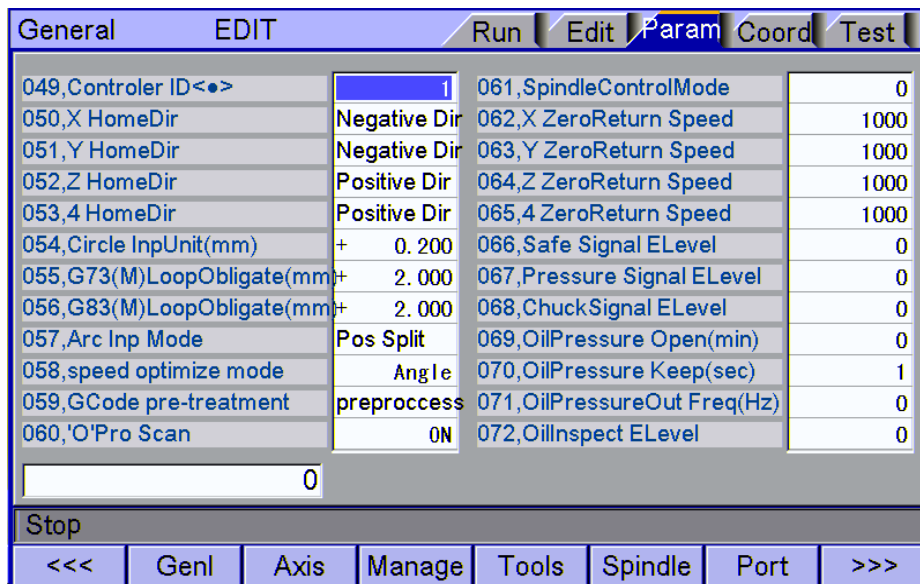 General EDIT Run Edit Param Coord Test
049,Controler ID<●> 1 061,SpindleControlMode 0
050,X HomeDir Negative Dir 062,X ZeroReturn Speed 1000
051,Y HomeDir Negative Dir 063,Y ZeroReturn Speed 1000
052,Z HomeDir Positive Dir 064,Z ZeroReturn Speed 1000
053,4 HomeDir Positive Dir 065,4 ZeroReturn Speed 1000
054,Circle InpUnit(mm) + 0.200 066,Safe Signal ELevel 0
055,G73(M)LoopObligate(mm)+ 2.000 067,Pressure Signal ELevel 0
056,G83(M)LoopObligate(mm)+ 2.000 068,ChuckSignal ELevel 0
057,Arc Inp Mode Pos Split 069,OilPressure Open(min) 0
058,speed optimize mode Angle 070,OilPressure Keep(sec) 1
059,GCode pre-treatment preproccess 071,OilPressureOut Freq(Hz) 0
060,'O'Pro Scan ON 072,OilInspect ELevel 0
0
Stop
<<< Genl Axis Manage Tools Spindle Port >>>